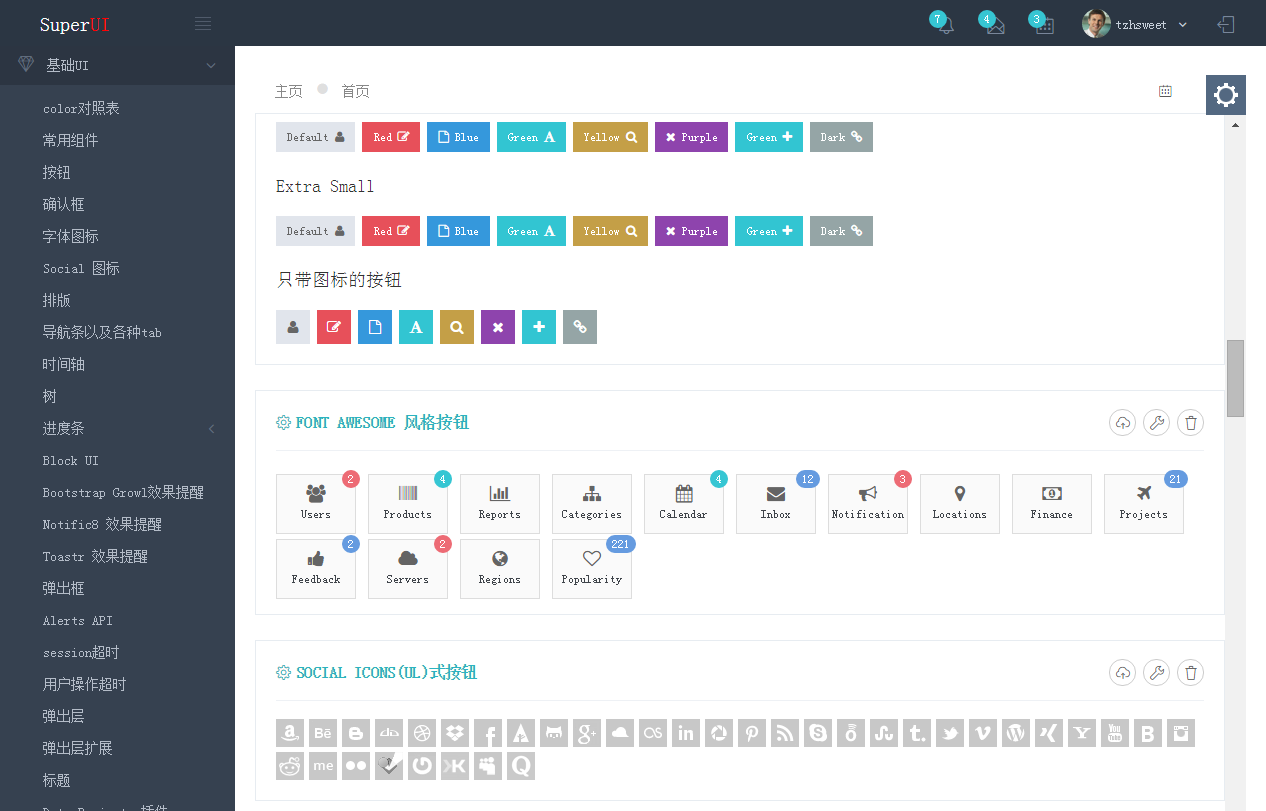 SuperUI
7 4 3 tzhsweet
基础UI
color对照表
常用组件
按钮
确认框
字体图标
Social 图标
排版
导航条以及各种tab
时间轴
树
进度条
Block UI
Bootstrap Growl效果提醒
Notific8 效果提醒
Toastr 效果提醒
弹出框
Alerts API
session超时
用户操作超时
弹出层
弹出层扩展
标题
主页 首页
Default Red Blue Green Yellow Purple Green Dark
Extra Small
Default Red Blue Green Yellow Purple Green Dark
只带图标的按钮
FONT AWESOME 风格按钮
2 4 4 12 3 21
Users Products Reports Categories Calendar Inbox Notification Locations Finance Projects
2 2 221
Feedback Servers Regions Popularity
SOCIAL ICONS(UL)式按钮